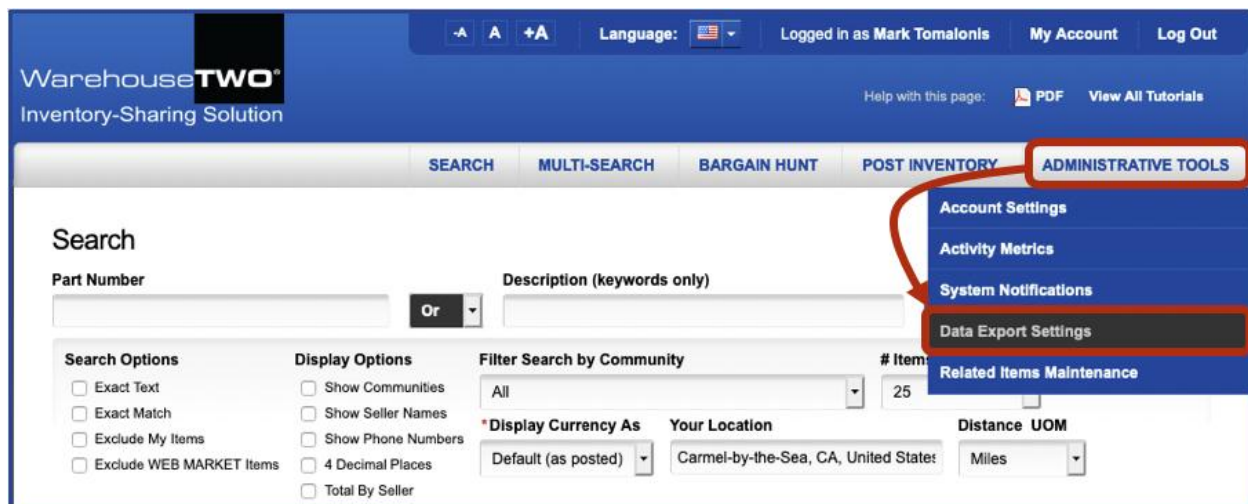 -A A +A Language: Logged in as Mark Tomalonis My Account Log Out
WarehouseTWO®
Inventory-Sharing Solution
Help with this page: PDF View All Tutorials
SEARCH MULTI-SEARCH BARGAIN HUNT POST INVENTORY ADMINISTRATIVE TOOLS
Account Settings
Activity Metrics
System Notifications
Data Export Settings
Related Items Maintenance
Search
Part Number Description (keywords only)
Or
Search Options Display Options Filter Search by Community # Items
Exact Text Show Communities All 25
Exact Match Show Seller Names
Exclude My Items Show Phone Numbers
Exclude WEB MARKET Items 4 Decimal Places
Total By Seller
*Display Currency As Your Location Distance UOM
Default (as posted) Carmel-by-the-Sea, CA, United States Miles